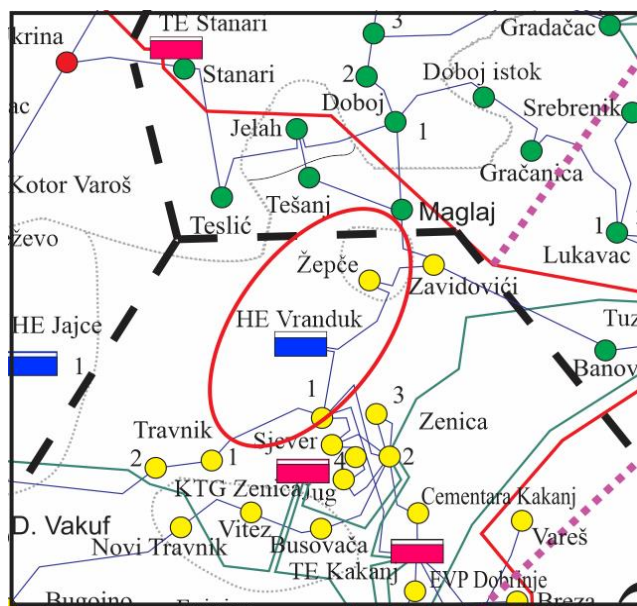 3
Gradačac
krina
TE Stanari
2
Doboj istok
Stanari
Doboj
Srebrenik
ac
Jelah
1
Gračanica
Kotor Varoš
Tešanj
Teslić
Maglaj
1
Lukavac
ževo
Žepče
Zavidovići
HE Jajce
1
HE Vranduk
Tuz
Banov
1
3
Zenica
Travnik
Sjever
2
1
4
2
KTG Zenica
Jug
Cementara Kakanj
D. Vakuf
Novi Travnik
Vitez
Busovača
Vareš
TE Kakanj
EVP Dobrinje
Bugojno
Breza